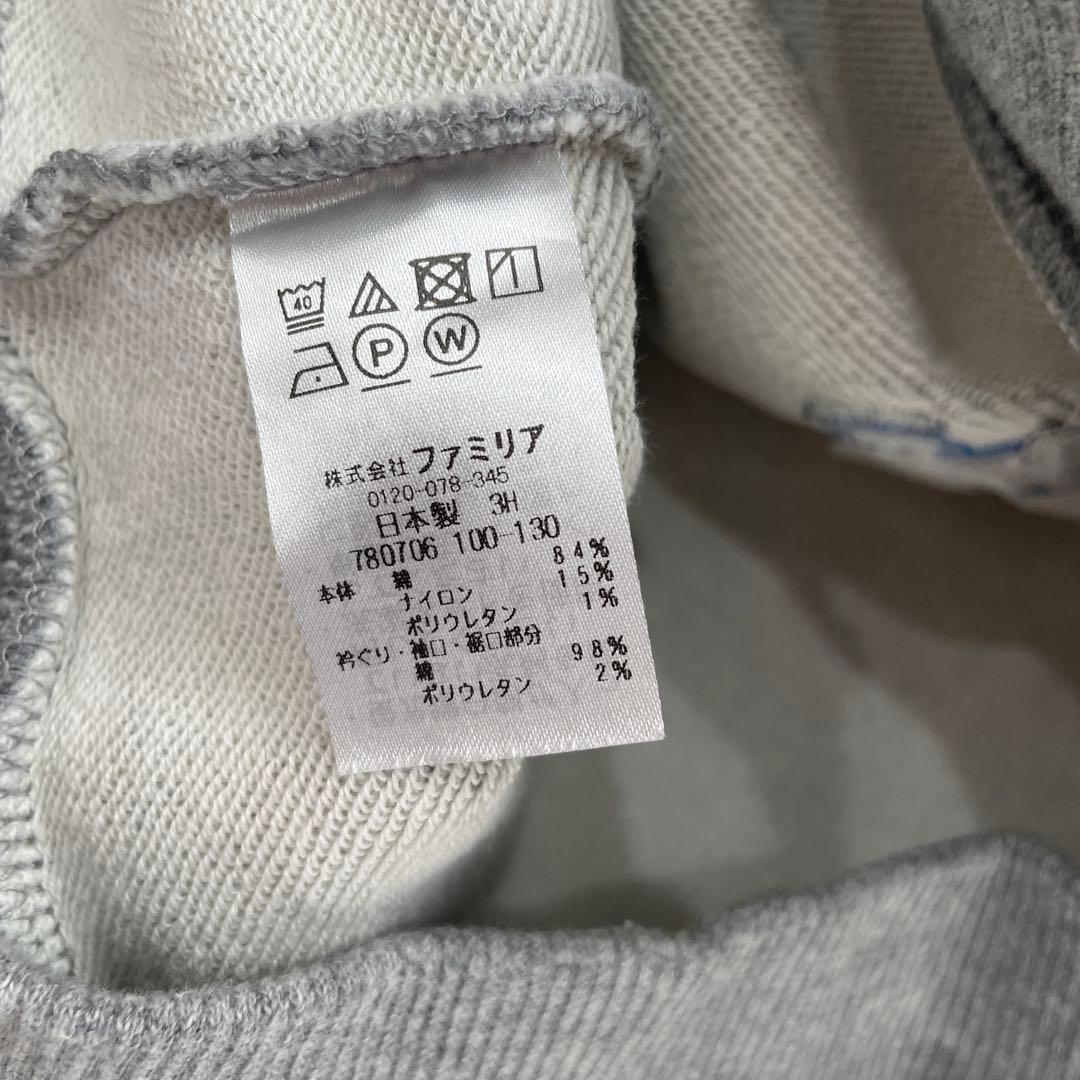 40
P W
株式会社 ファミリア
0120-078-345
日本製 3H
780706 100-130
本体 綿 84%
ナイロン 15%
ポリウレタン 1%
衿ぐり・袖口・裾口部分
綿 98%
ポリウレタン 2%